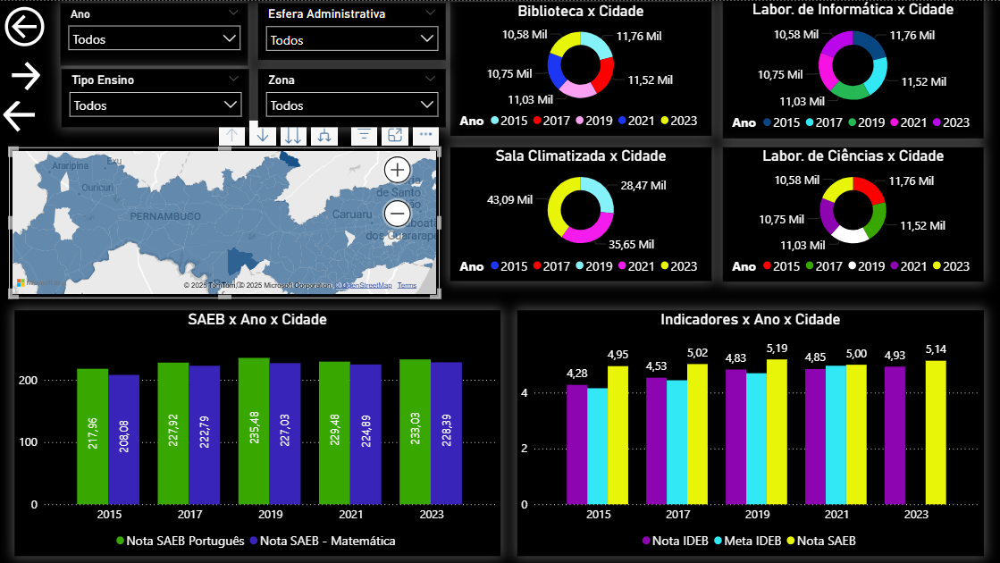 Ano
Todos
Esfera Administrativa
Todos
Tipo Ensino
Todos
Zona
Todos
Biblioteca x Cidade
10,58 Mil
11,76 Mil
10,75 Mil
11,52 Mil
11,03 Mil
Ano 2015 2017 2019 2021 2023
Labor. de Informática x Cidade
10,58 Mil
11,76 Mil
10,75 Mil
11,52 Mil
11,03 Mil
Ano 2015 2017 2019 2021 2023
Araripina
Exu
Ouricuri
PERNAMBUCO
Caruaru
de Santo
dos Guararape
© 2025 TomTom, © 2025 Microsoft Corporation, © OpenStreetMap Terms
Sala Climatizada x Cidade
28,47 Mil
43,09 Mil
35,65 Mil
Ano 2015 2017 2019 2021 2023
Labor. de Ciências x Cidade
10,58 Mil
11,76 Mil
10,75 Mil
11,52 Mil
11,03 Mil
Ano 2015 2017 2019 2021 2023
SAEB x Ano x Cidade
200
100
0
217,96
208,08
227,92
222,79
235,48
227,03
229,48
224,89
233,03
228,39
2015 2017 2019 2021 2023
Nota SAEB Português Nota SAEB - Matemática
Indicadores x Ano x Cidade
4
2
0
4,28
4,95
4,53
5,02
4,83
5,19
4,85
5,00
4,93
5,14
2015 2017 2019 2021 2023
Nota IDEB Meta IDEB Nota SAEB